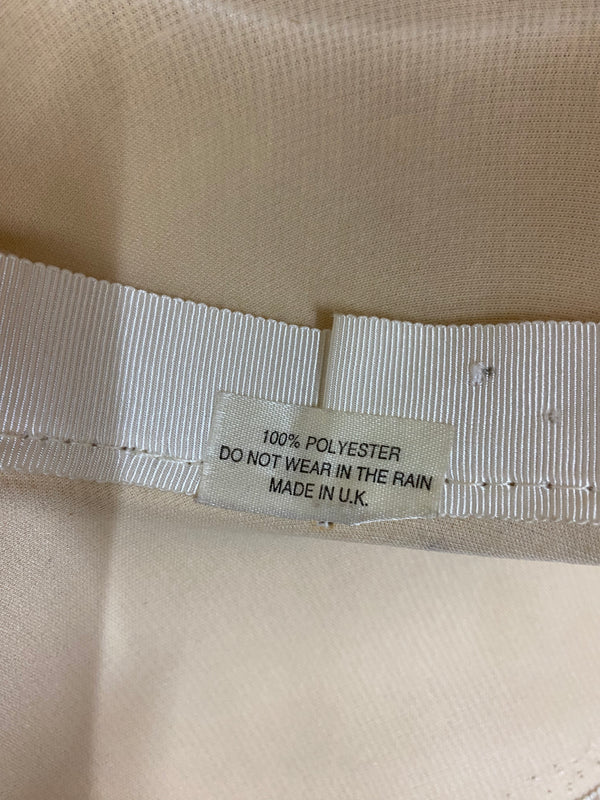 100% POLYESTER
DO NOT WEAR IN THE RAIN
MADE IN U.K.